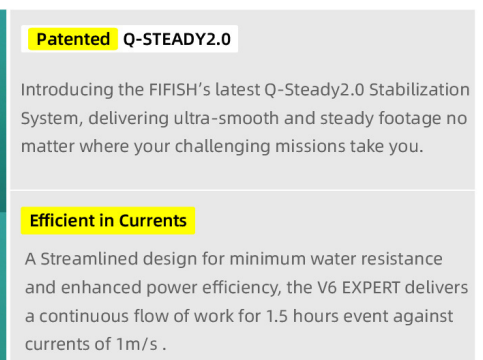 Patented Q-STEADY2.0
Introducing the FIFISH's latest Q-Steady2.0 Stabilization
System, delivering ultra-smooth and steady footage no
matter where your challenging missions take you.
Efficient in Currents
A Streamlined design for minimum water resistance
and enhanced power efficiency, the V6 EXPERT delivers
a continuous flow of work for 1.5 hours event against
currents of 1m/s .